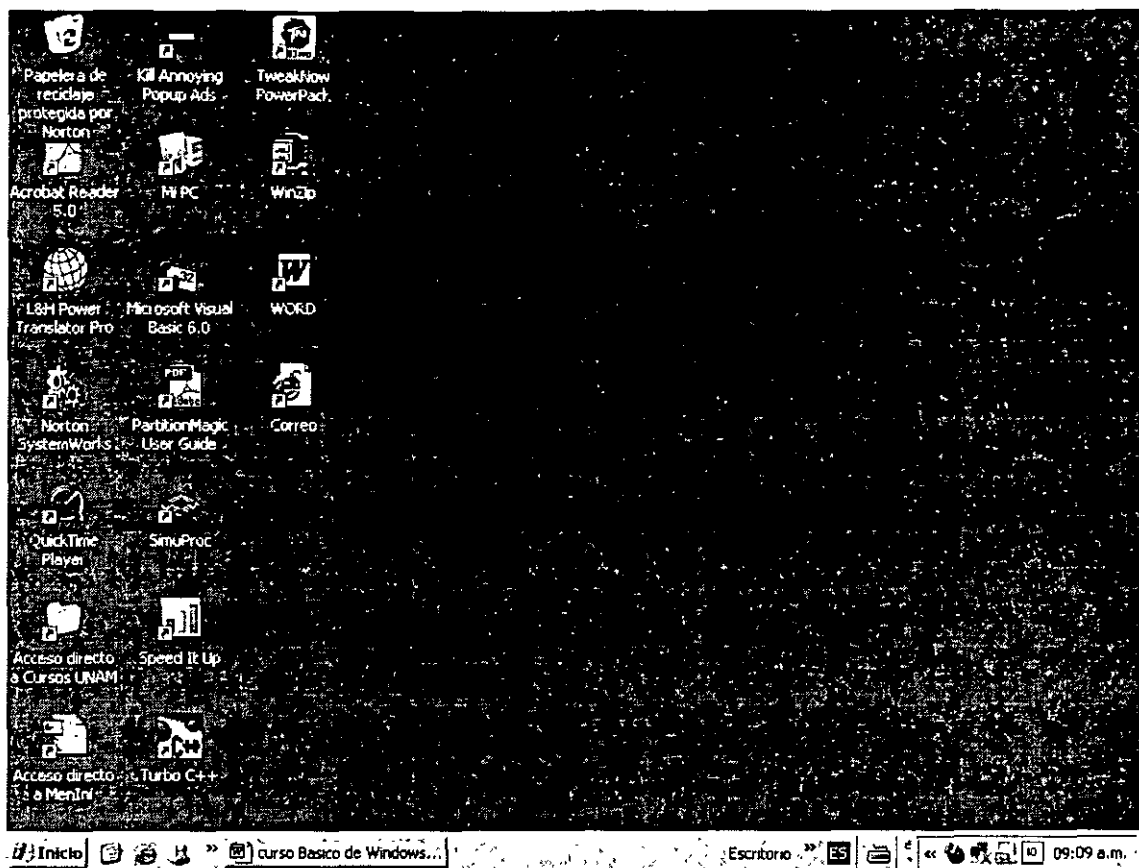 Papelera de
reciclaje
protegida por
Norton
Kill Annoying
Popup Ads
TweakNow
PowerPack
Acrobat Reader
5.0
Mi PC
WinZip
L&H Power
Translator Pro
Microsoft Visual
Basic 6.0
W
WORD
Norton
SystemWorks
PDF
PartitionMagic
User Guide
Correo
QuickTime
Player
SimuProc
Acceso directo
a Cursos UNAM
Speed It Up
Acceso directo
a MenIni
C++
Turbo C++
Inicio » curso Basico de Windows... Escritorio » ES « 09:09 a.m.